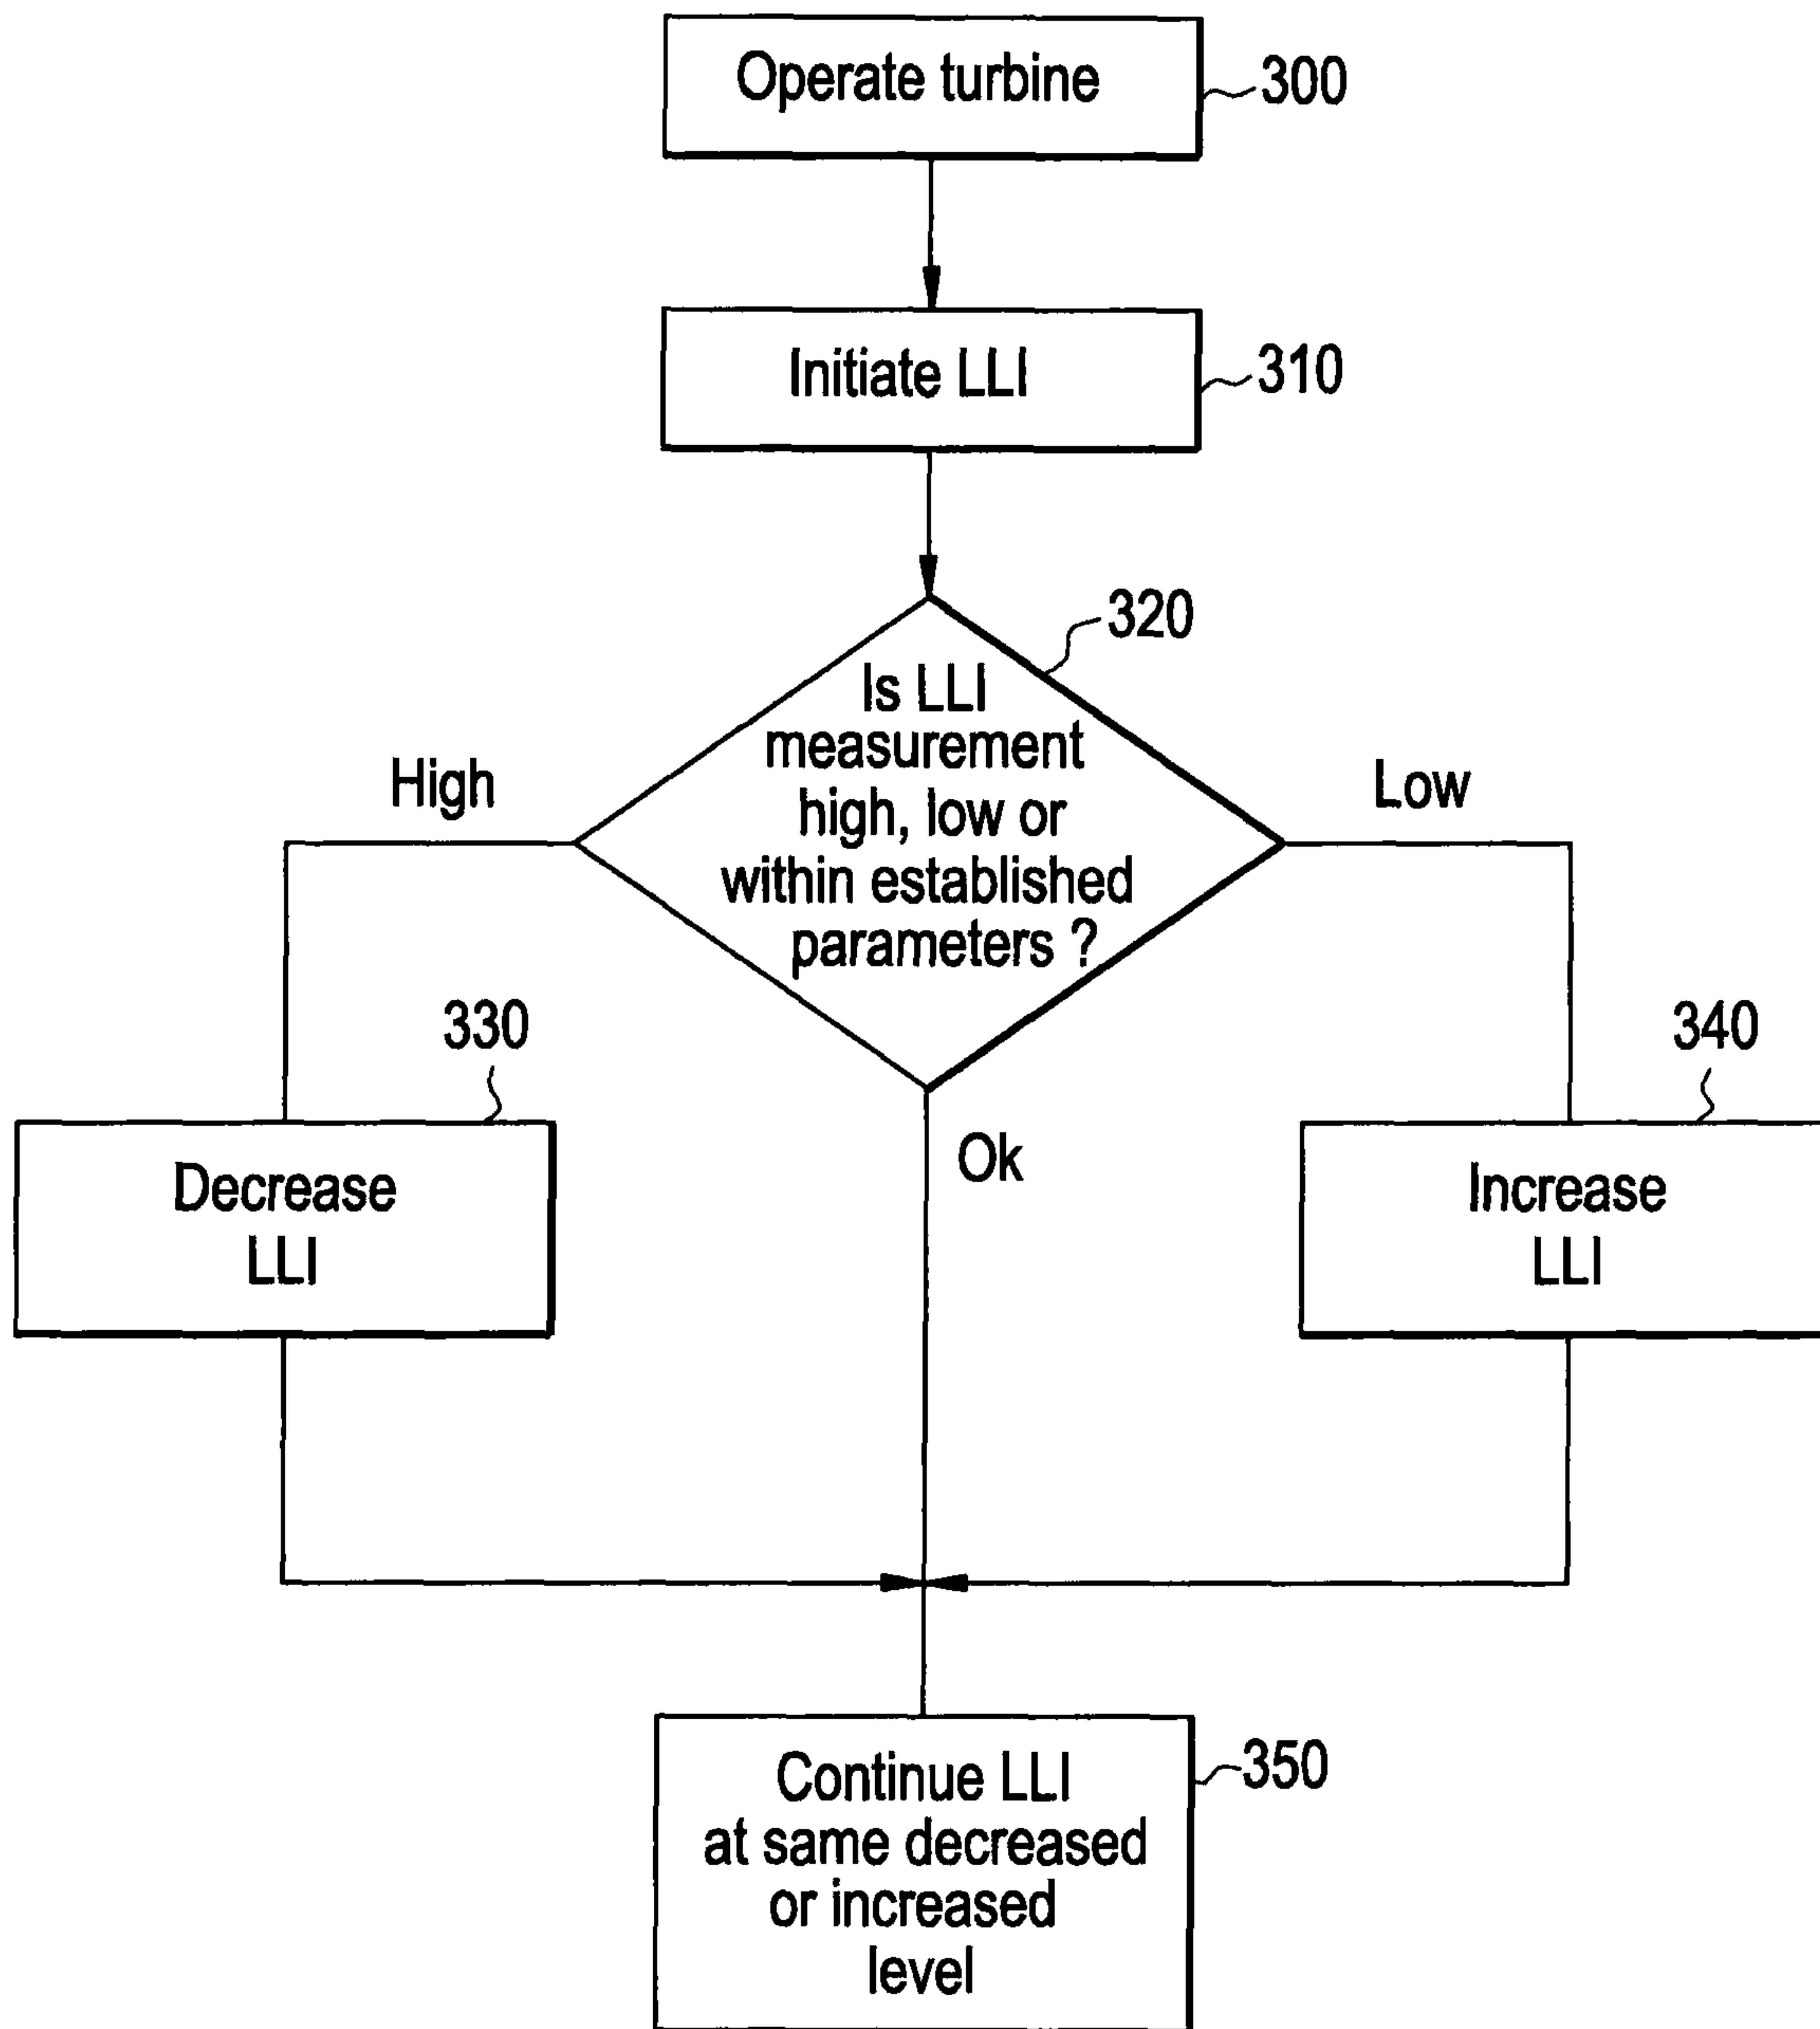 Operate turbine
300
Initiate LLI
310
320
Is LLI
measurement
high, low or
within established
parameters ?
High
Low
Ok
330
340
Decrease
LLI
Increase
LLI
Continue LLI
at same decreased
or increased
level
350